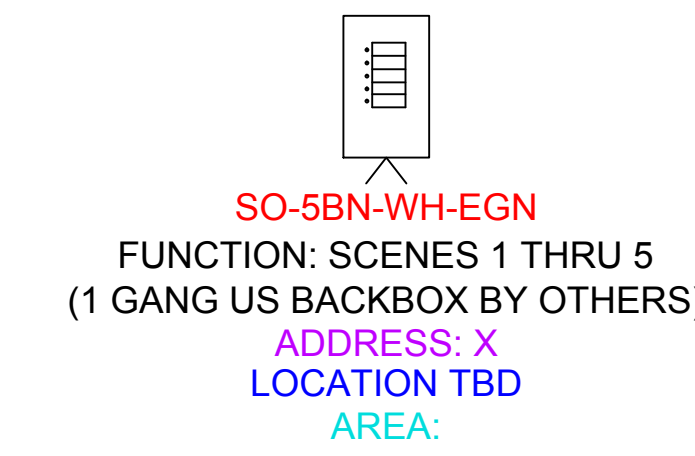 SO-5BN-WH-EGN
FUNCTION: SCENES 1 THRU 5
(1 GANG US BACKBOX BY OTHERS)
ADDRESS: X
LOCATION TBD
AREA: